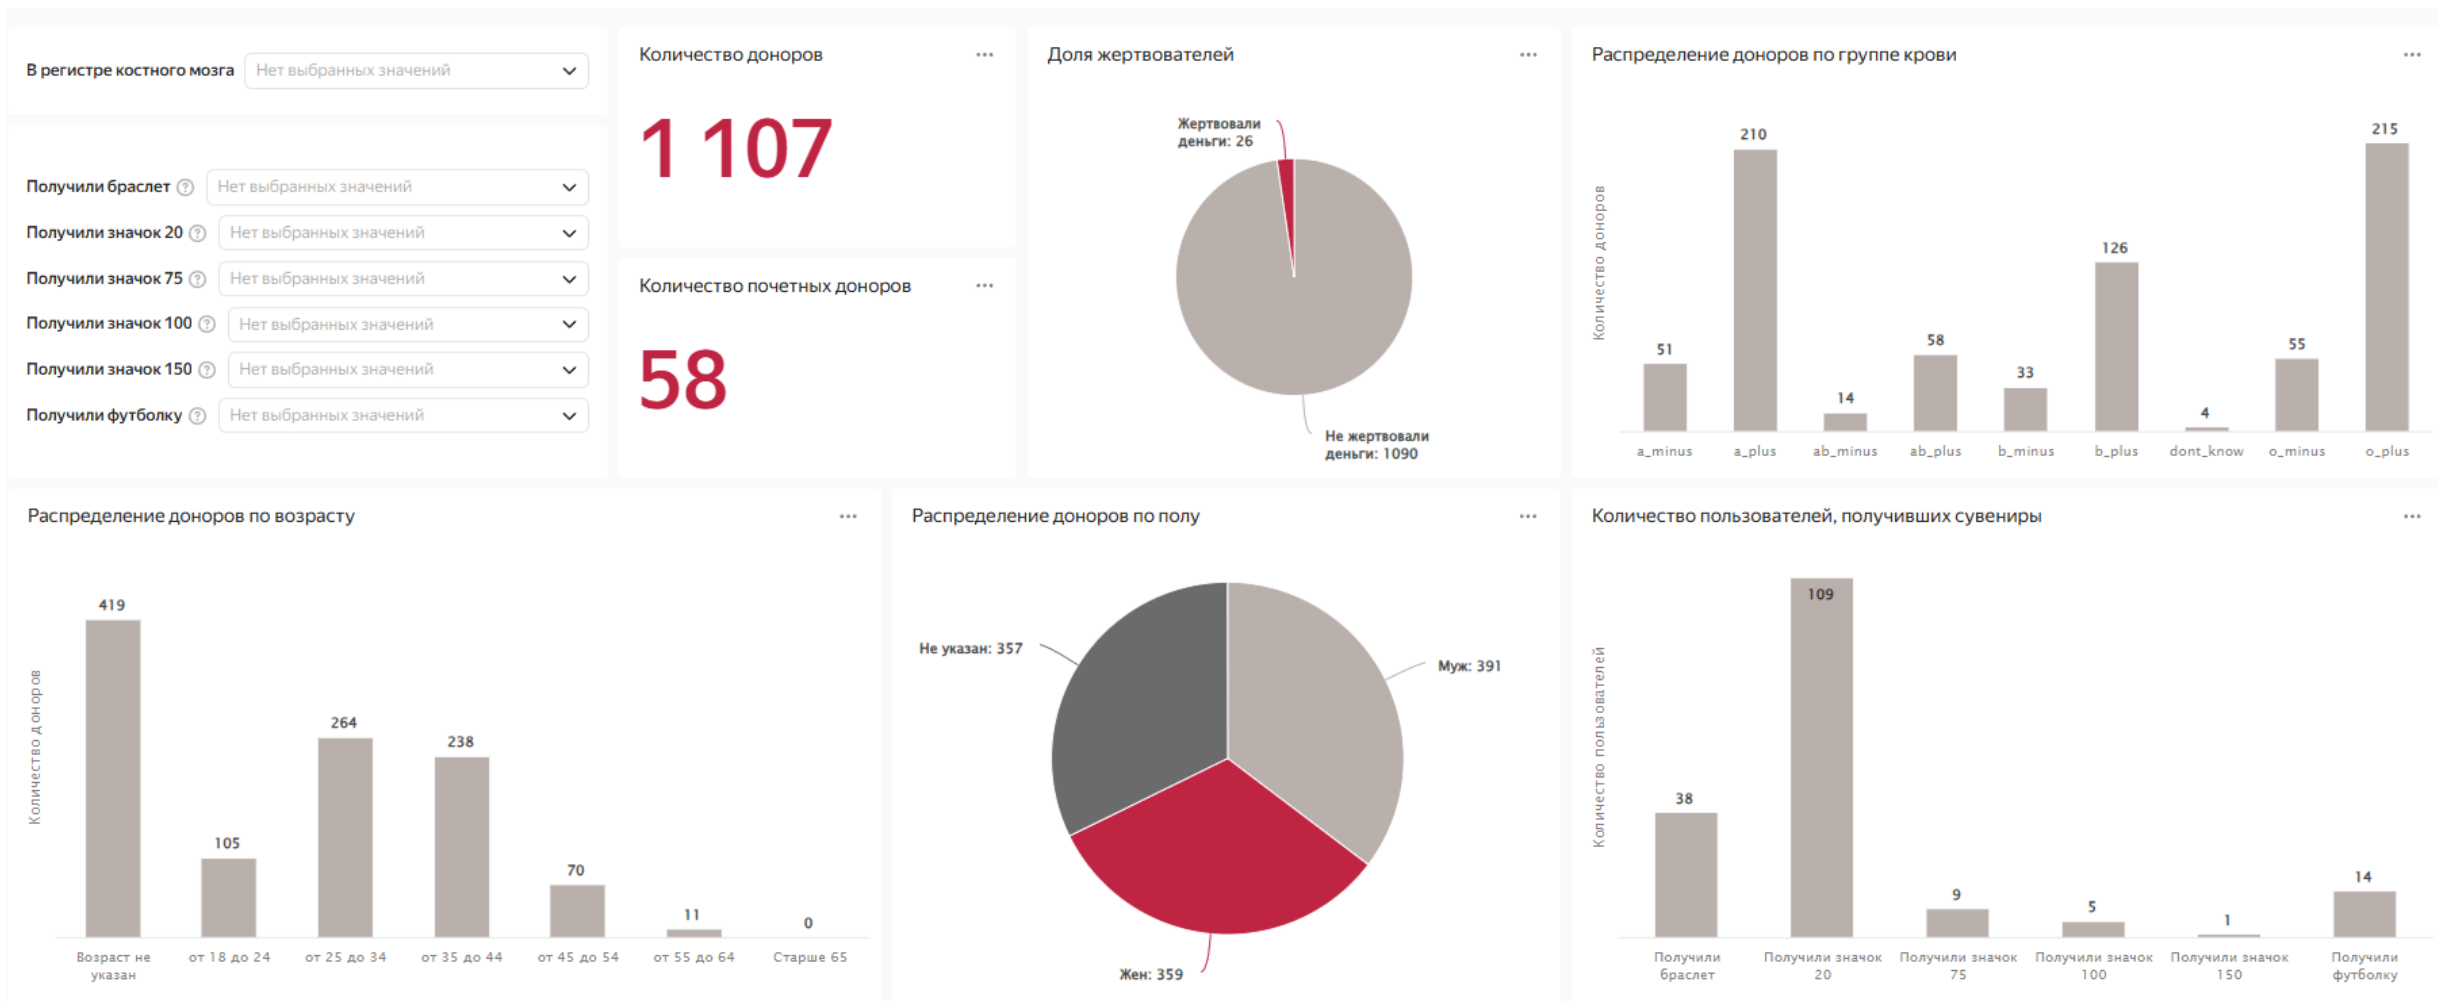 В регистре костного мозга
Нет выбранных значений
Получили браслет
Нет выбранных значений
Получили значок 20
Нет выбранных значений
Получили значок 75
Нет выбранных значений
Получили значок 100
Нет выбранных значений
Получили значок 150
Нет выбранных значений
Получили футболку
Нет выбранных значений
Количество доноров
1 107
Количество почетных доноров
58
Доля жертвователей
Жертвовали
деньги: 26
Не жертвовали
деньги: 1090
Распределение доноров по группе крови
Количество доноров
51
210
14
58
33
126
4
55
215
a_minus
a_plus
ab_minus
ab_plus
b_minus
b_plus
dont_know
o_minus
o_plus
Распределение доноров по возрасту
Количество доноров
419
105
264
238
70
11
0
Возраст не
указан
от 18 до 24
от 25 до 34
от 35 до 44
от 45 до 54
от 55 до 64
Старше 65
Распределение доноров по полу
Не указан: 357
Муж: 391
Жен: 359
Количество пользователей, получивших сувениры
Количество пользователей
38
109
9
5
1
14
Получили
браслет
Получили значок
20
Получили значок
75
Получили значок
100
Получили значок
150
Получили
футболку